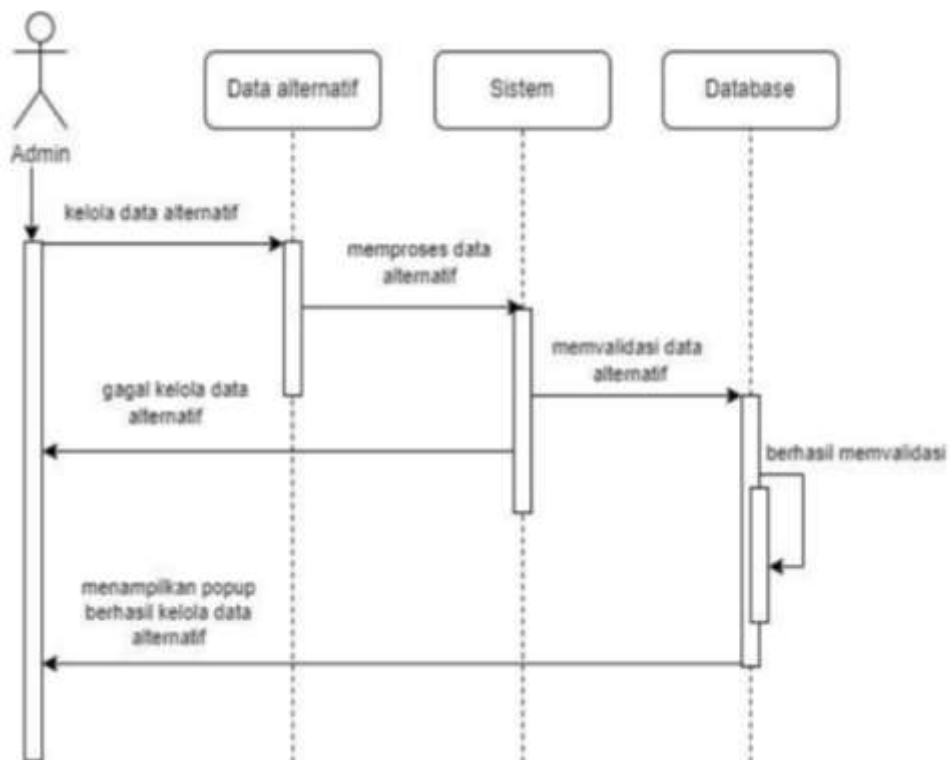 Data alternatif
Sistem
Database
Admin
kelola data alternatif
memproses data
alternatif
memvalidasi data
alternatif
gagal kelola data
alternatif
berhasil memvalidasi
menampilkan popup
berhasil kelola data
alternatif